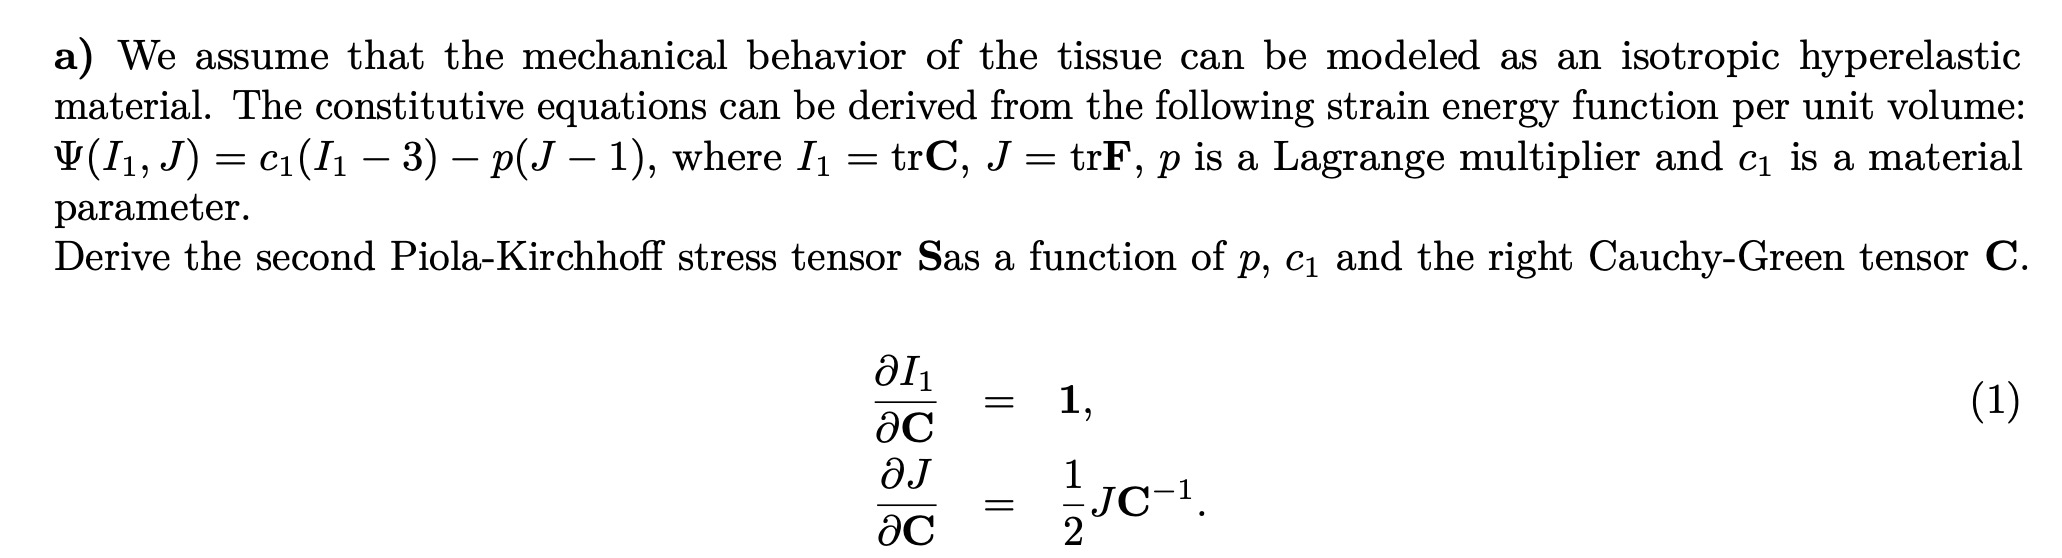 a) We assume that the mechanical behavior of the tissue can be modeled as an isotropic hyperelastic
material. The constitutive equations can be derived from the following strain energy function per unit volume:
Ψ(I₁, J) = c₁(I₁ − 3) − p(J − 1), where I₁ = trC, J = trF, p is a Lagrange multiplier and c₁ is a material
parameter.
Derive the second Piola-Kirchhoff stress tensor Sas a function of p, c₁ and the right Cauchy-Green tensor C.
∂I₁/∂C = 1, (1)
∂J/∂C = 1/2 JC⁻¹.